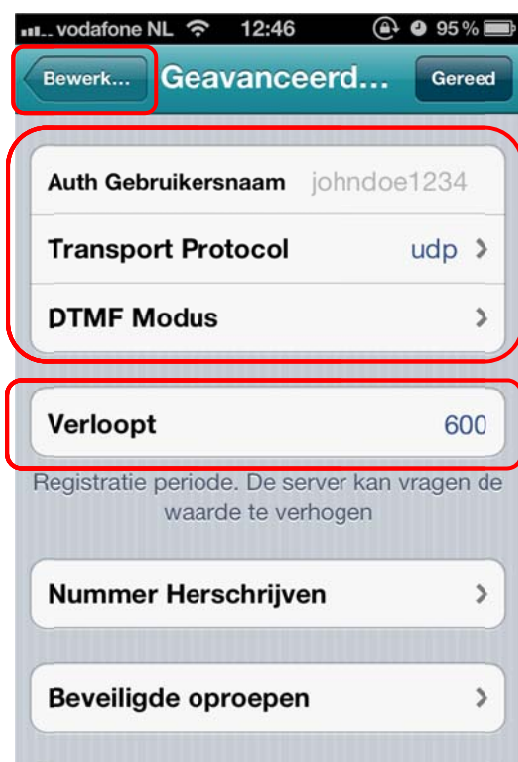 vodafone NL 12:46 95%
Bewerk... Geavanceerd... Gereed
Auth Gebruikersnaam johndoe1234
Transport Protocol udp
DTMF Modus
Verloopt 600
Registratie periode. De server kan vragen de
waarde te verhogen
Nummer Herschrijven
Beveiligde oproepen